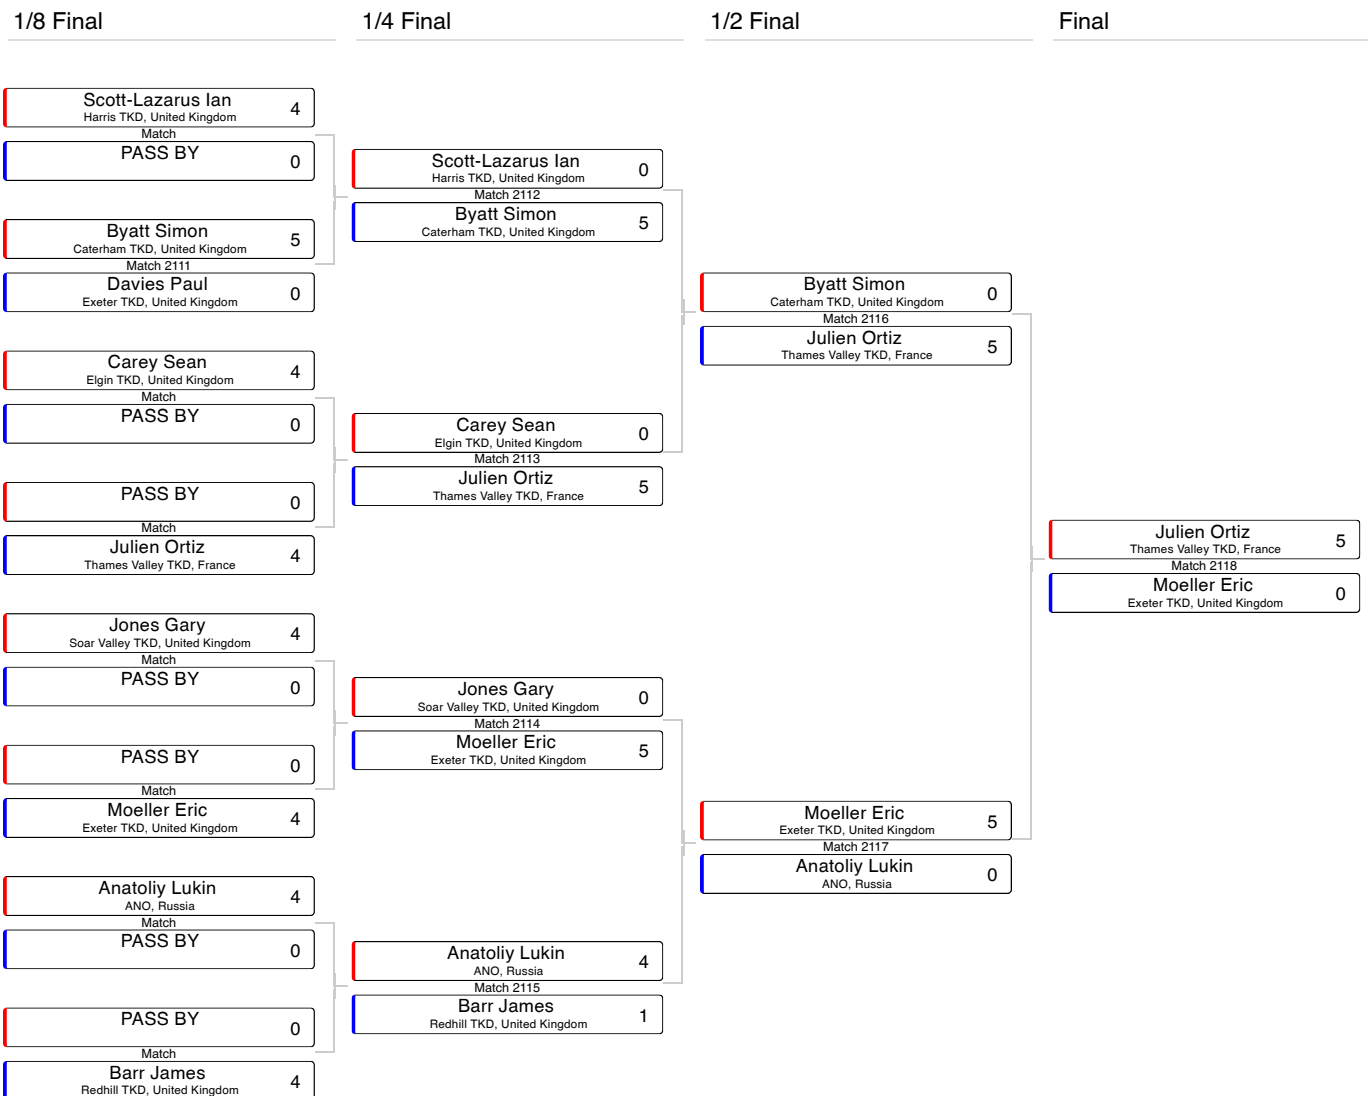 1/8 Final
1/4 Final
1/2 Final
Final
Scott-Lazarus Ian
Harris TKD, United Kingdom
4
Match
PASS BY
0
Byatt Simon
Caterham TKD, United Kingdom
5
Match 2111
Davies Paul
Exeter TKD, United Kingdom
0
Carey Sean
Elgin TKD, United Kingdom
4
Match
PASS BY
0
PASS BY
0
Match
Julien Ortiz
Thames Valley TKD, France
4
Jones Gary
Soar Valley TKD, United Kingdom
4
Match
PASS BY
0
PASS BY
0
Match
Moeller Eric
Exeter TKD, United Kingdom
4
Anatoliy Lukin
ANO, Russia
4
Match
PASS BY
0
PASS BY
0
Match
Barr James
Redhill TKD, United Kingdom
4
Scott-Lazarus Ian
Harris TKD, United Kingdom
0
Match 2112
Byatt Simon
Caterham TKD, United Kingdom
5
Carey Sean
Elgin TKD, United Kingdom
0
Match 2113
Julien Ortiz
Thames Valley TKD, France
5
Jones Gary
Soar Valley TKD, United Kingdom
0
Match 2114
Moeller Eric
Exeter TKD, United Kingdom
5
Anatoliy Lukin
ANO, Russia
4
Match 2115
Barr James
Redhill TKD, United Kingdom
1
Byatt Simon
Caterham TKD, United Kingdom
0
Match 2116
Julien Ortiz
Thames Valley TKD, France
5
Moeller Eric
Exeter TKD, United Kingdom
5
Match 2117
Anatoliy Lukin
ANO, Russia
0
Julien Ortiz
Thames Valley TKD, France
5
Match 2118
Moeller Eric
Exeter TKD, United Kingdom
0